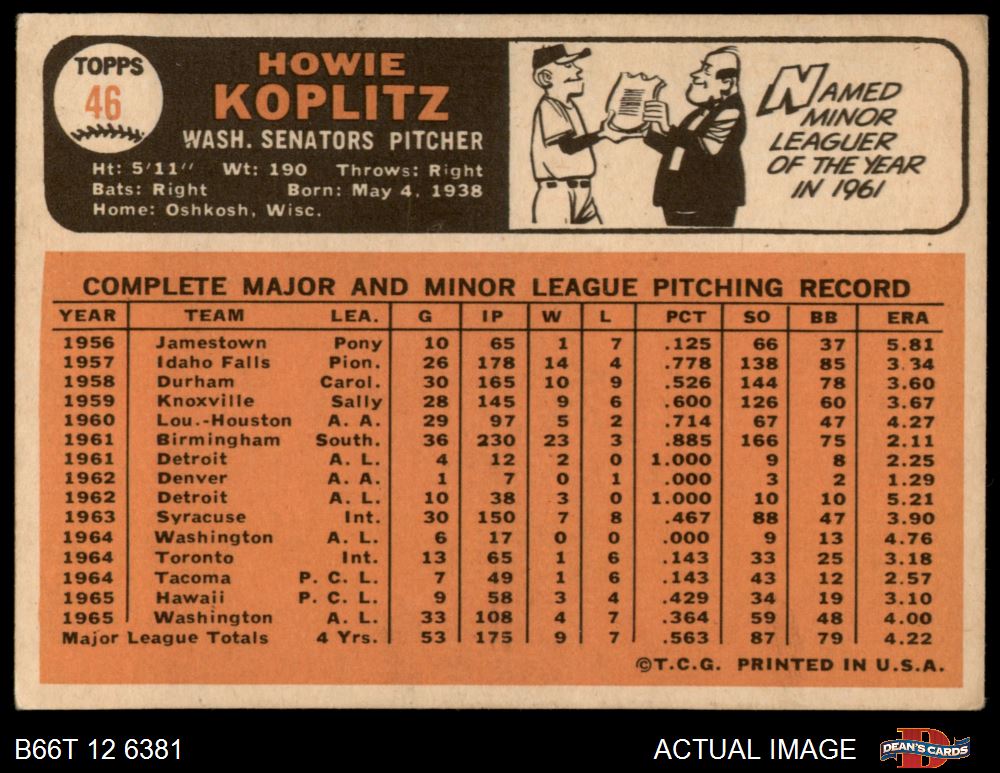 TOPPS
46
HOWIE
KOPLITZ
WASH. SENATORS PITCHER
Ht: 5'11" Wt: 190 Throws: Right
Bats: Right Born: May 4, 1938
Home: Oshkosh, Wisc.
NAMED
MINOR
LEAGUER
OF THE YEAR
IN 1961
COMPLETE MAJOR AND MINOR LEAGUE PITCHING RECORD
YEAR TEAM LEA. G IP W L PCT SO BB ERA
1956 Jamestown Pony 10 65 1 7 .125 66 37 5.81
1957 Idaho Falls Pion. 26 178 14 4 .778 138 85 3.34
1958 Durham Carol. 30 165 10 9 .526 144 78 3.60
1959 Knoxville Sally 28 145 9 6 .600 126 60 3.67
1960 Lou.-Houston A. A. 29 97 5 2 .714 67 47 4.27
1961 Birmingham South. 36 230 23 3 .885 166 75 2.11
1961 Detroit A. L. 4 12 2 0 1.000 9 8 2.25
1962 Denver A. A. 1 7 0 1 .000 3 2 1.29
1962 Detroit A. L. 10 38 3 0 1.000 10 10 5.21
1963 Syracuse Int. 30 150 7 8 .467 88 47 3.90
1964 Washington A. L. 6 17 0 0 .000 9 13 4.76
1964 Toronto Int. 13 65 1 6 .143 33 25 3.18
1964 Tacoma P. C. L. 7 49 1 6 .143 43 12 2.57
1965 Hawaii P. C. L. 9 58 3 4 .429 34 19 3.10
1965 Washington A. L. 33 108 4 7 .364 59 48 4.00
Major League Totals 4 Yrs. 53 175 9 7 .563 87 79 4.22
©T.C.G. PRINTED IN U.S.A.
B66T 12 6381
ACTUAL IMAGE
DEAN'S CARDS